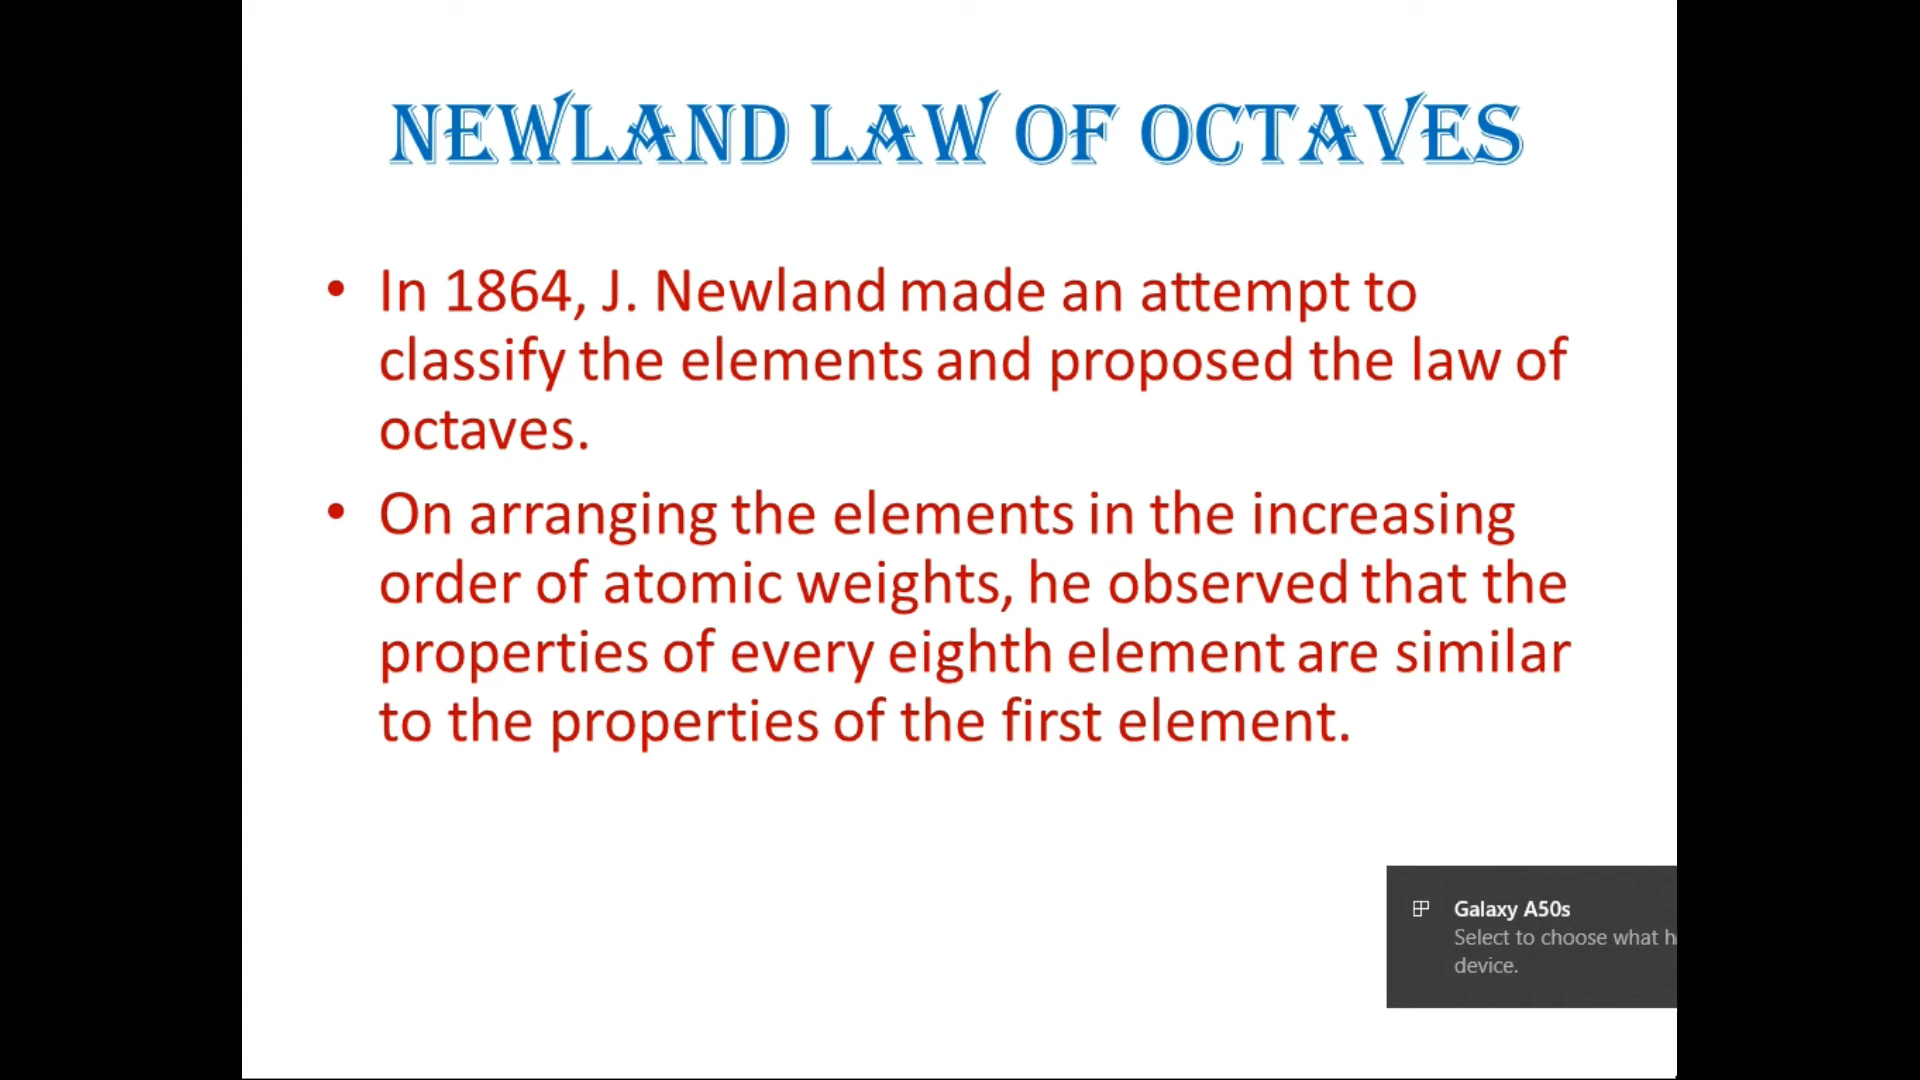 NEWLAND LAW OF OCTAVES
• In 1864, J. Newland made an attempt to
classify the elements and proposed the law of
octaves.
• On arranging the elements in the increasing
order of atomic weights, he observed that the
properties of every eighth element are similar
to the properties of the first element.
Galaxy A50s
Select to choose what h
device.